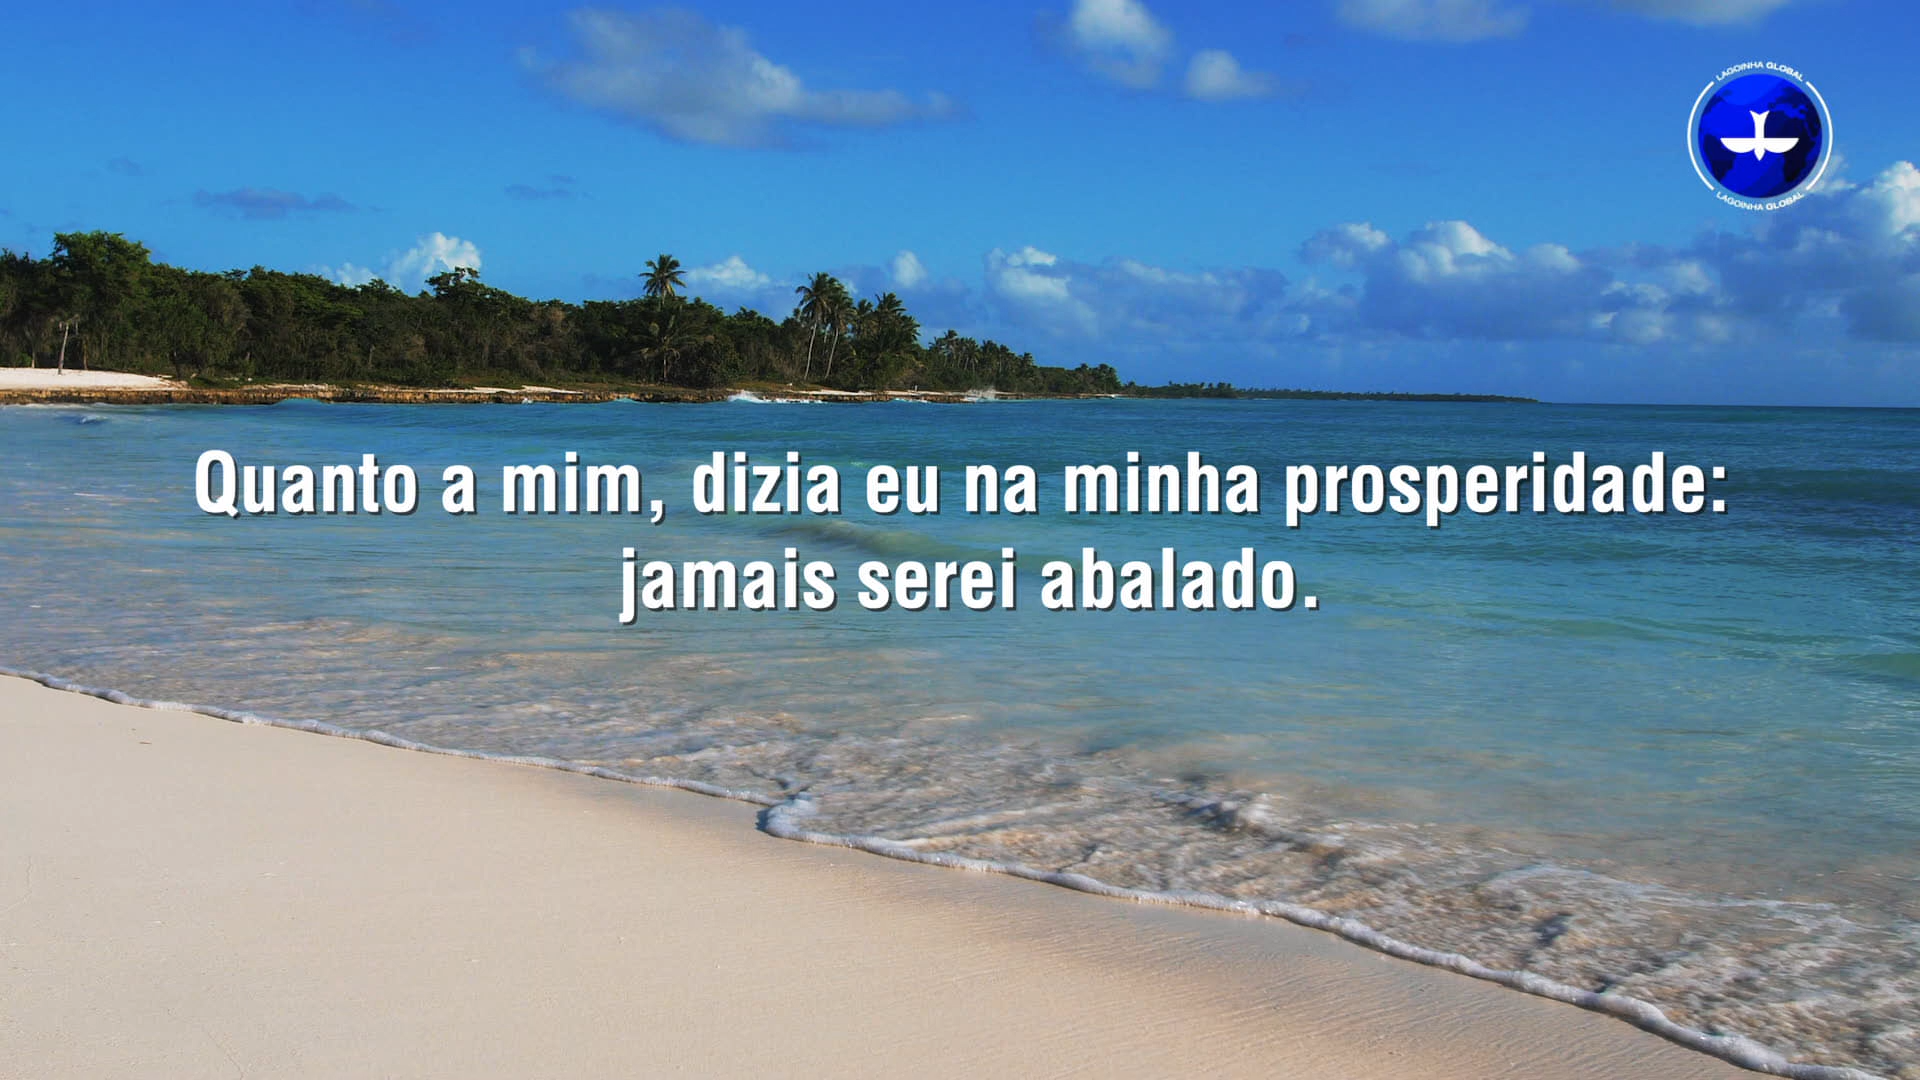 LAGOINHA GLOBAL
LAGOINHA GLOBAL
Quanto a mim, dizia eu na minha prosperidade:
jamais serei abalado.